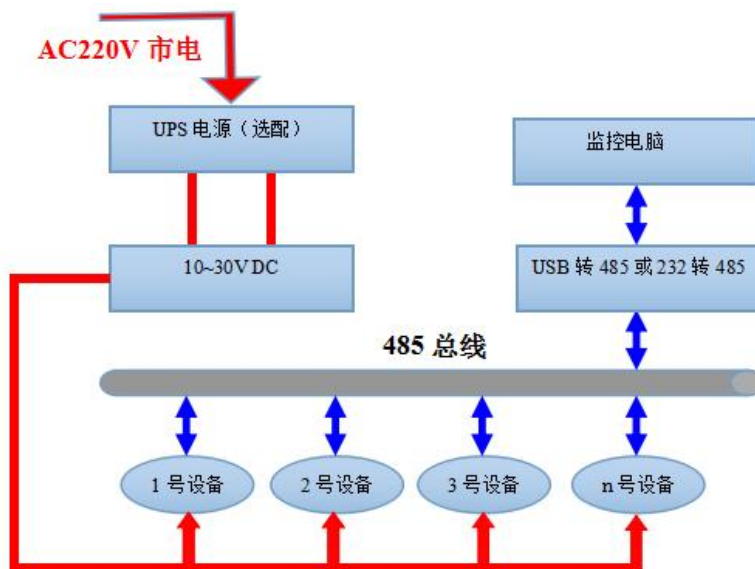 AC220V 市电
UPS 电源（选配）
监控电脑
10~30V DC
USB 转 485 或 232 转 485
485 总线
1 号设备
2 号设备
3 号设备
n 号设备